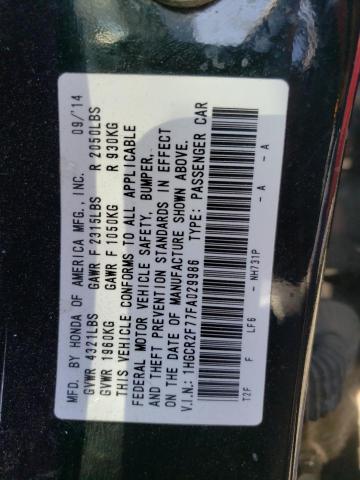 MFD. BY HONDA OF AMERICA MFG., INC. 09/'14
GVWR 4321LBS GAWR F 2315LBS R 2050LBS
GVWR 1960KG GAWR F 1050KG R 930KG
THIS VEHICLE CONFORMS TO ALL APPLICABLE
FEDERAL MOTOR VEHICLE SAFETY, BUMPER,
AND THEFT PREVENTION STANDARDS IN EFFECT
ON THE DATE OF MANUFACTURE SHOWN ABOVE.
V.I.N.: 1HGCR2F77FA029986 TYPE: PASSENGER CAR
T2F F LF6 - NH731P - A - A